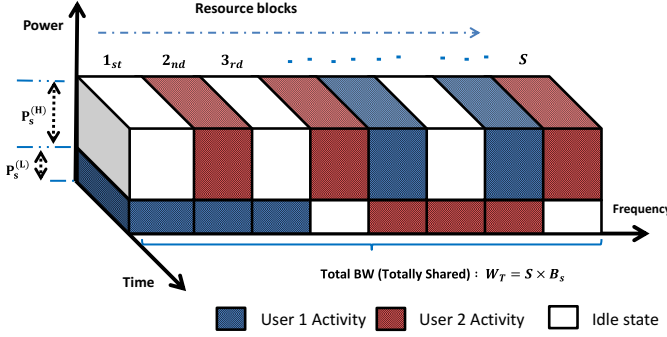 Resource blocks
Power
1st 2nd 3rd S
Ps(H)
Ps(L)
Frequency
Time
Total BW (Totally Shared) : WT = S × Bs
User 1 Activity User 2 Activity Idle state